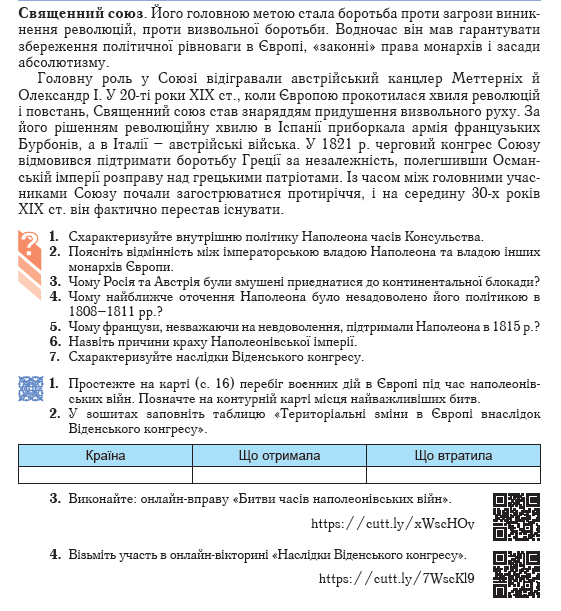 Священний союз. Його головною метою стала боротьба проти загрози виник-
нення революцій, проти визвольної боротьби. Водночас він мав гарантувати
збереження політичної рівноваги в Європі, «законні» права монархів і засади
абсолютизму.
Головну роль у Союзі відігравали австрійський канцлер Меттерніх й
Олександр І. У 20-ті роки ХІХ ст., коли Європою прокотилася хвиля революцій
і повстань, Священний союз став знаряддям придушення визвольного руху. За
його рішенням революційну хвилю в Іспанії приборкала армія французьких
Бурбонів, а в Італії – австрійські війська. У 1821 р. черговий конгрес Союзу
відмовився підтримати боротьбу Греції за незалежність, полегшивши Осман-
ській імперії розправу над грецькими патріотами. Із часом між головними учас-
никами Союзу почали загострюватися протиріччя, і на середину 30-х років
ХІХ ст. він фактично перестав існувати.
?
1. Схарактеризуйте внутрішню політику Наполеона часів Консульства.
2. Поясніть відмінність між імператорською владою Наполеона та владою інших
монархів Європи.
3. Чому Росія та Австрія були змушені приєднатися до континентальної блокади?
4. Чому найближче оточення Наполеона було незадоволено його політикою в
1808–1811 рр.?
5. Чому французи, незважаючи на невдоволення, підтримали Наполеона в 1815 р.?
6. Назвіть причини краху Наполеонівської імперії.
7. Схарактеризуйте наслідки Віденського конгресу.
1. Простежте на карті (с. 16) перебіг воєнних дій в Європі під час наполеонів-
ських війн. Позначте на контурній карті місця найважливіших битв.
2. У зошитах заповніть таблицю «Територіальні зміни в Європі внаслідок
Віденського конгресу».
Країна Що отримала Що втратила
3. Виконайте: онлайн-вправу «Битви часів наполеонівських війн».
https://cutt.ly/xWscHOv
4. Візьміть участь в онлайн-вікторині «Наслідки Віденського конгресу».
https://cutt.ly/7WscKl9